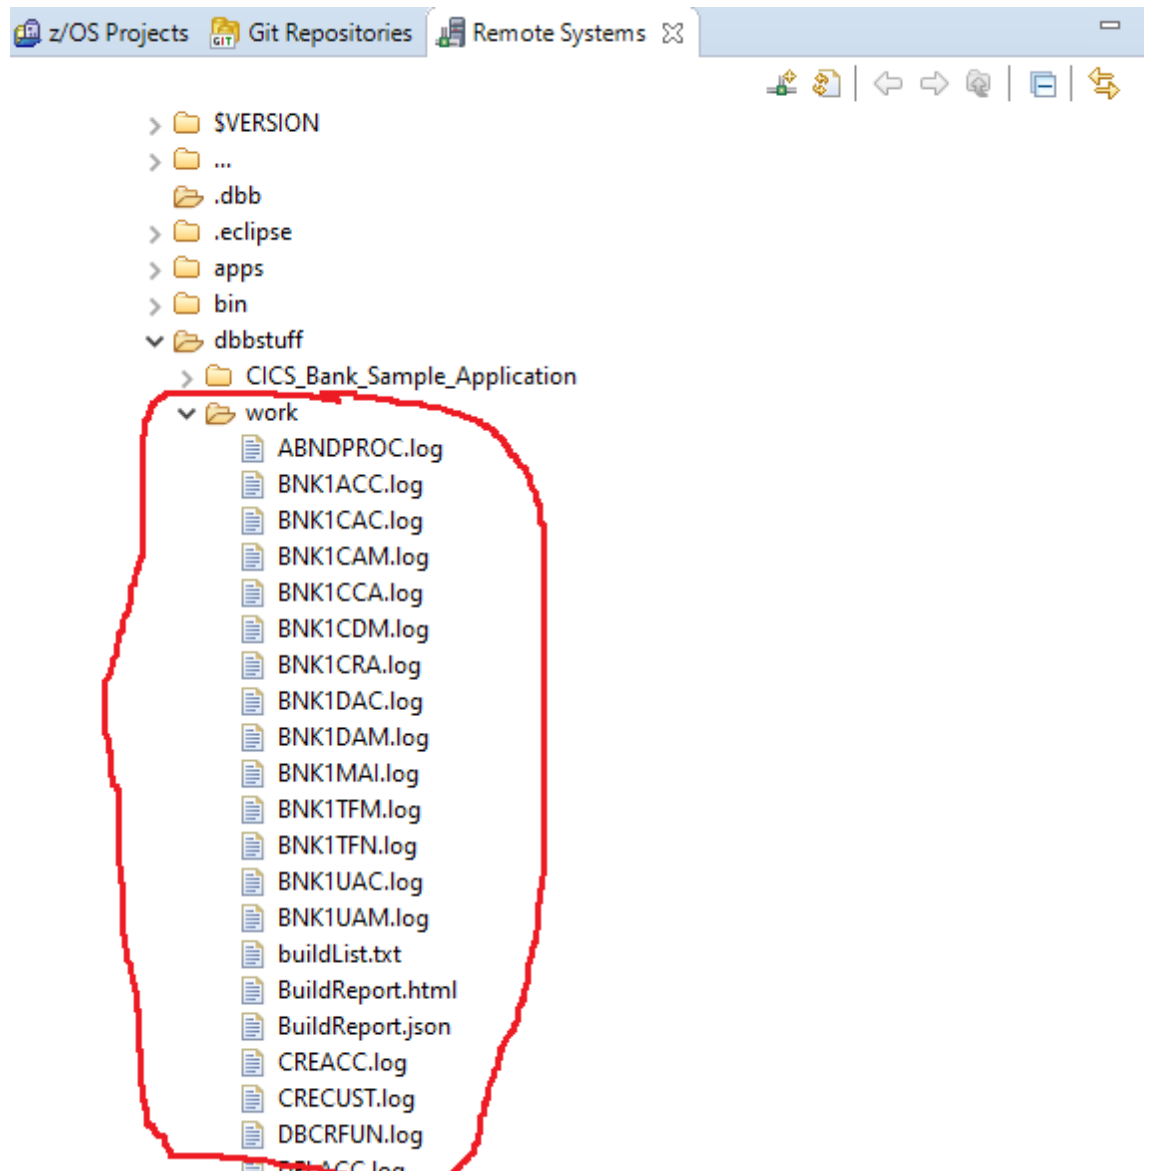 z/OS Projects Git Repositories Remote Systems
GIT
$VERSION
...
.dbb
.eclipse
apps
bin
dbbstuff
CICS_Bank_Sample_Application
work
ABNDPROC.log
BNK1ACC.log
BNK1CAC.log
BNK1CAM.log
BNK1CCA.log
BNK1CDM.log
BNK1CRA.log
BNK1DAC.log
BNK1DAM.log
BNK1MAI.log
BNK1TFM.log
BNK1TFN.log
BNK1UAC.log
BNK1UAM.log
buildList.txt
BuildReport.html
BuildReport.json
CREACC.log
CRECUST.log
DBCRFUN.log